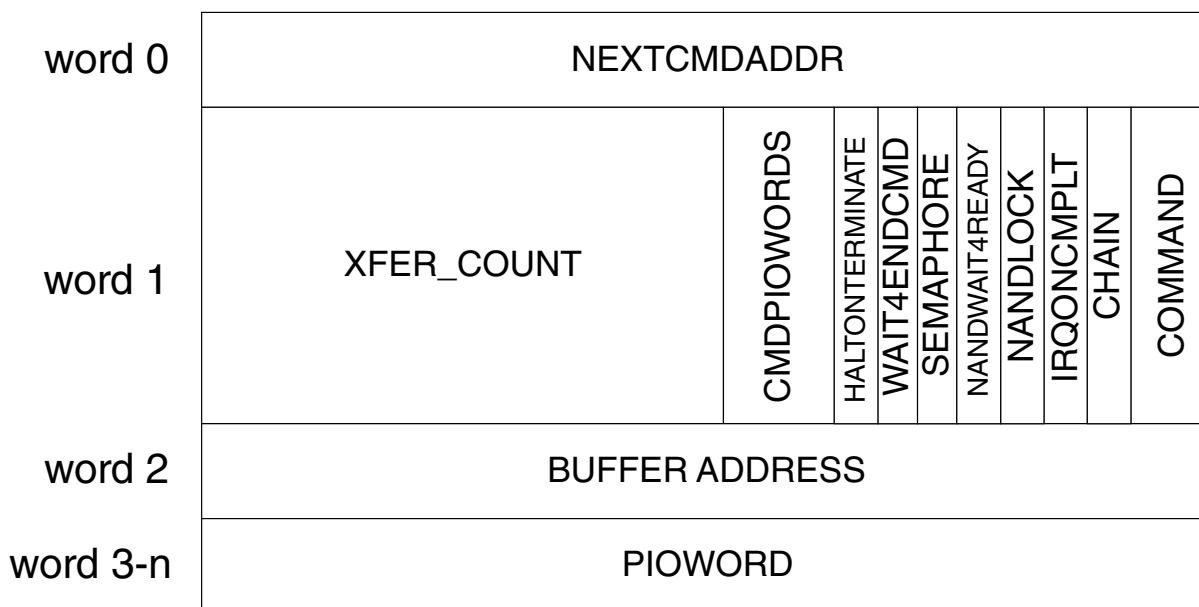 word 0
NEXTCMDADDR
word 1
XFER_COUNT
CMDPIOWORDS
HALTONTERMINATE
WAIT4ENDCMD
SEMAPHORE
NANDWAIT4READY
NANDLOCK
IRQONCMPLT
CHAIN
COMMAND
word 2
BUFFER ADDRESS
word 3-n
PIOWORD